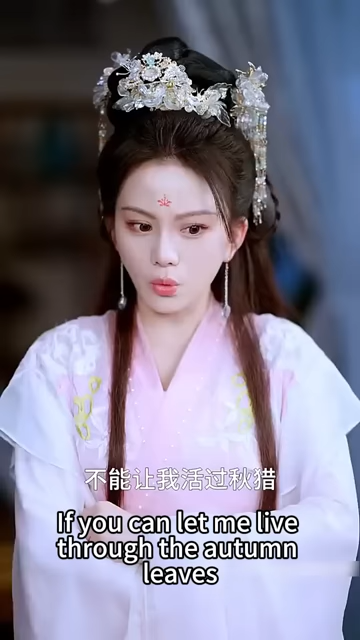 不能让我活过秋猎
If you can let me live
through the autumn
leaves